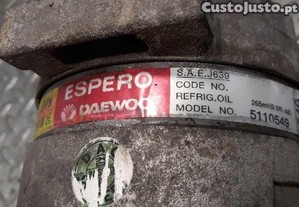 CustoJusto.pt
ESPERO
DAEWOO
S.A.E.J639
CODE NO.
REFRIG.OIL
MODEL NO. 5110549